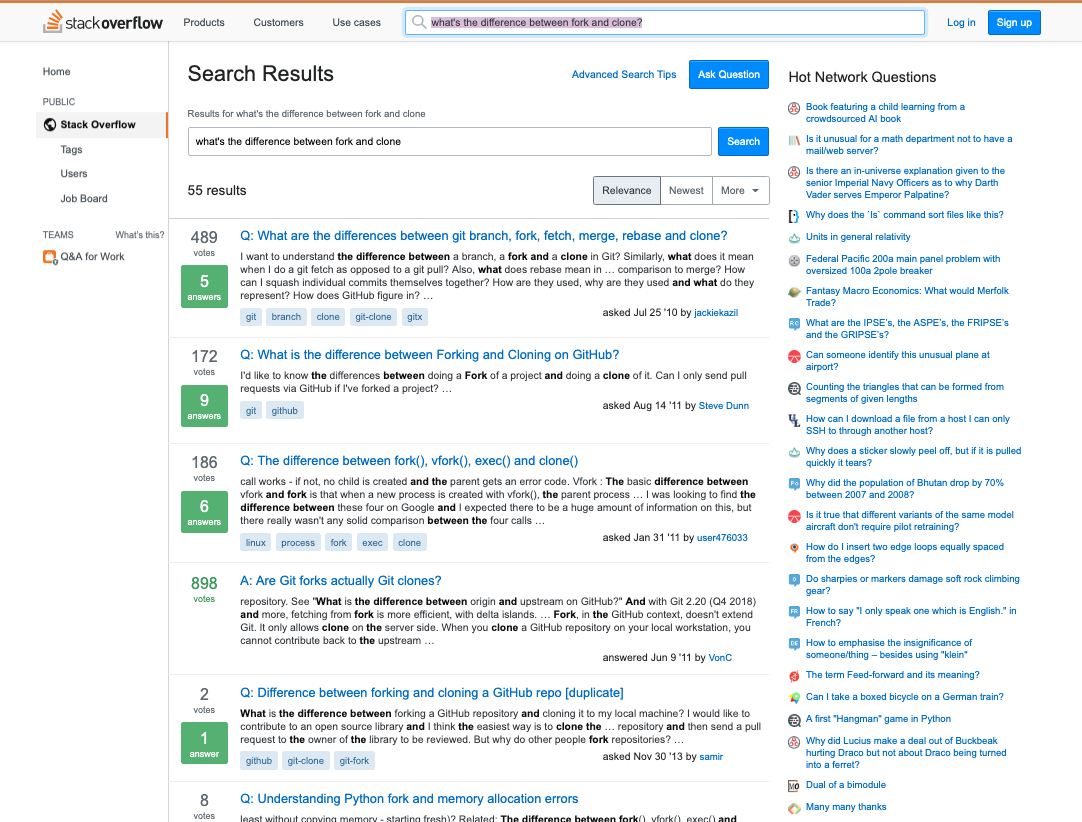 stackoverflow
Products Customers Use cases
what's the difference between fork and clone?
Log in Sign up
Home
PUBLIC
Stack Overflow
Tags
Users
Job Board
TEAMS What's this?
Q&A for Work
Search Results
Advanced Search Tips
Ask Question
Results for what's the difference between fork and clone
what's the difference between fork and clone
Search
55 results
Relevance Newest More
489
votes
5
answers
Q: What are the differences between git branch, fork, fetch, merge, rebase and clone?
I want to understand the difference between a branch, a fork and a clone in Git? Similarly, what does it mean
when I do a git fetch as opposed to a git pull? Also, what does rebase mean in … comparison to merge? How
can I squash individual commits themselves together? How are they used, why are they used and what do they
represent? How does GitHub figure in? …
git branch clone git-clone gitx
asked Jul 25 '10 by jackiekazil
172
votes
9
answers
Q: What is the difference between Forking and Cloning on GitHub?
I'd like to know the differences between doing a Fork of a project and doing a clone of it. Can I only send pull
requests via GitHub if I've forked a project? …
git github
asked Aug 14 '11 by Steve Dunn
186
votes
6
answers
Q: The difference between fork(), vfork(), exec() and clone()
call works - if not, no child is created and the parent gets an error code. Vfork : The basic difference between
vfork and fork is that when a new process is created with vfork(), the parent process … I was looking to find the
difference between these four on Google and I expected there to be a huge amount of information on this, but
there really wasn't any solid comparison between the four calls …
linux process fork exec clone
asked Jan 31 '11 by user476033
898
votes
A: Are Git forks actually Git clones?
repository. See "What is the difference between origin and upstream on GitHub?" And with Git 2.20 (Q4 2018)
and more, fetching from fork is more efficient, with delta islands. … Fork, in the GitHub context, doesn't extend
Git. It only allows clone on the server side. When you clone a GitHub repository on your local workstation, you
cannot contribute back to the upstream …
answered Jun 9 '11 by VonC
2
votes
1
answer
Q: Difference between forking and cloning a GitHub repo [duplicate]
What is the difference between forking a GitHub repository and cloning it to my local machine? I would like to
contribute to an open source library and I think the easiest way is to clone the … repository and then send a pull
request to the owner of the library to be reviewed. But why do other people fork repositories? …
github git-clone git-fork
asked Nov 30 '13 by samir
8
votes
Q: Understanding Python fork and memory allocation errors
least without copying memory - starting fresh)? Related: The difference between fork(), vfork(), exec() and
Hot Network Questions
Book featuring a child learning from a
crowdsourced AI book
Is it unusual for a math department not to have a
mail/web server?
Is there an in-universe explanation given to the
senior Imperial Navy Officers as to why Darth
Vader serves Emperor Palpatine?
Why does the `ls` command sort files like this?
Units in general relativity
Federal Pacific 200a main panel problem with
oversized 100a 2pole breaker
Fantasy Macro Economics: What would Merfolk
Trade?
What are the IPSE's, the ASPE's, the FRIPSE's
and the GRIPSE's?
Can someone identify this unusual plane at
airport?
Counting the triangles that can be formed from
segments of given lengths
How can I download a file from a host I can only
SSH to through another host?
Why does a sticker slowly peel off, but if it is pulled
quickly it tears?
Why did the population of Bhutan drop by 70%
between 2007 and 2008?
Is it true that different variants of the same model
aircraft don't require pilot retraining?
How do I insert two edge loops equally spaced
from the edges?
Do sharpies or markers damage soft rock climbing
gear?
How to say "I only speak one which is English." in
French?
How to emphasise the insignificance of
someone/thing – besides using "klein"
The term Feed-forward and its meaning?
Can I take a boxed bicycle on a German train?
A first "Hangman" game in Python
Why did Lucius make a deal out of Buckbeak
hurting Draco but not about Draco being turned
into a ferret?
Dual of a bimodule
Many many thanks